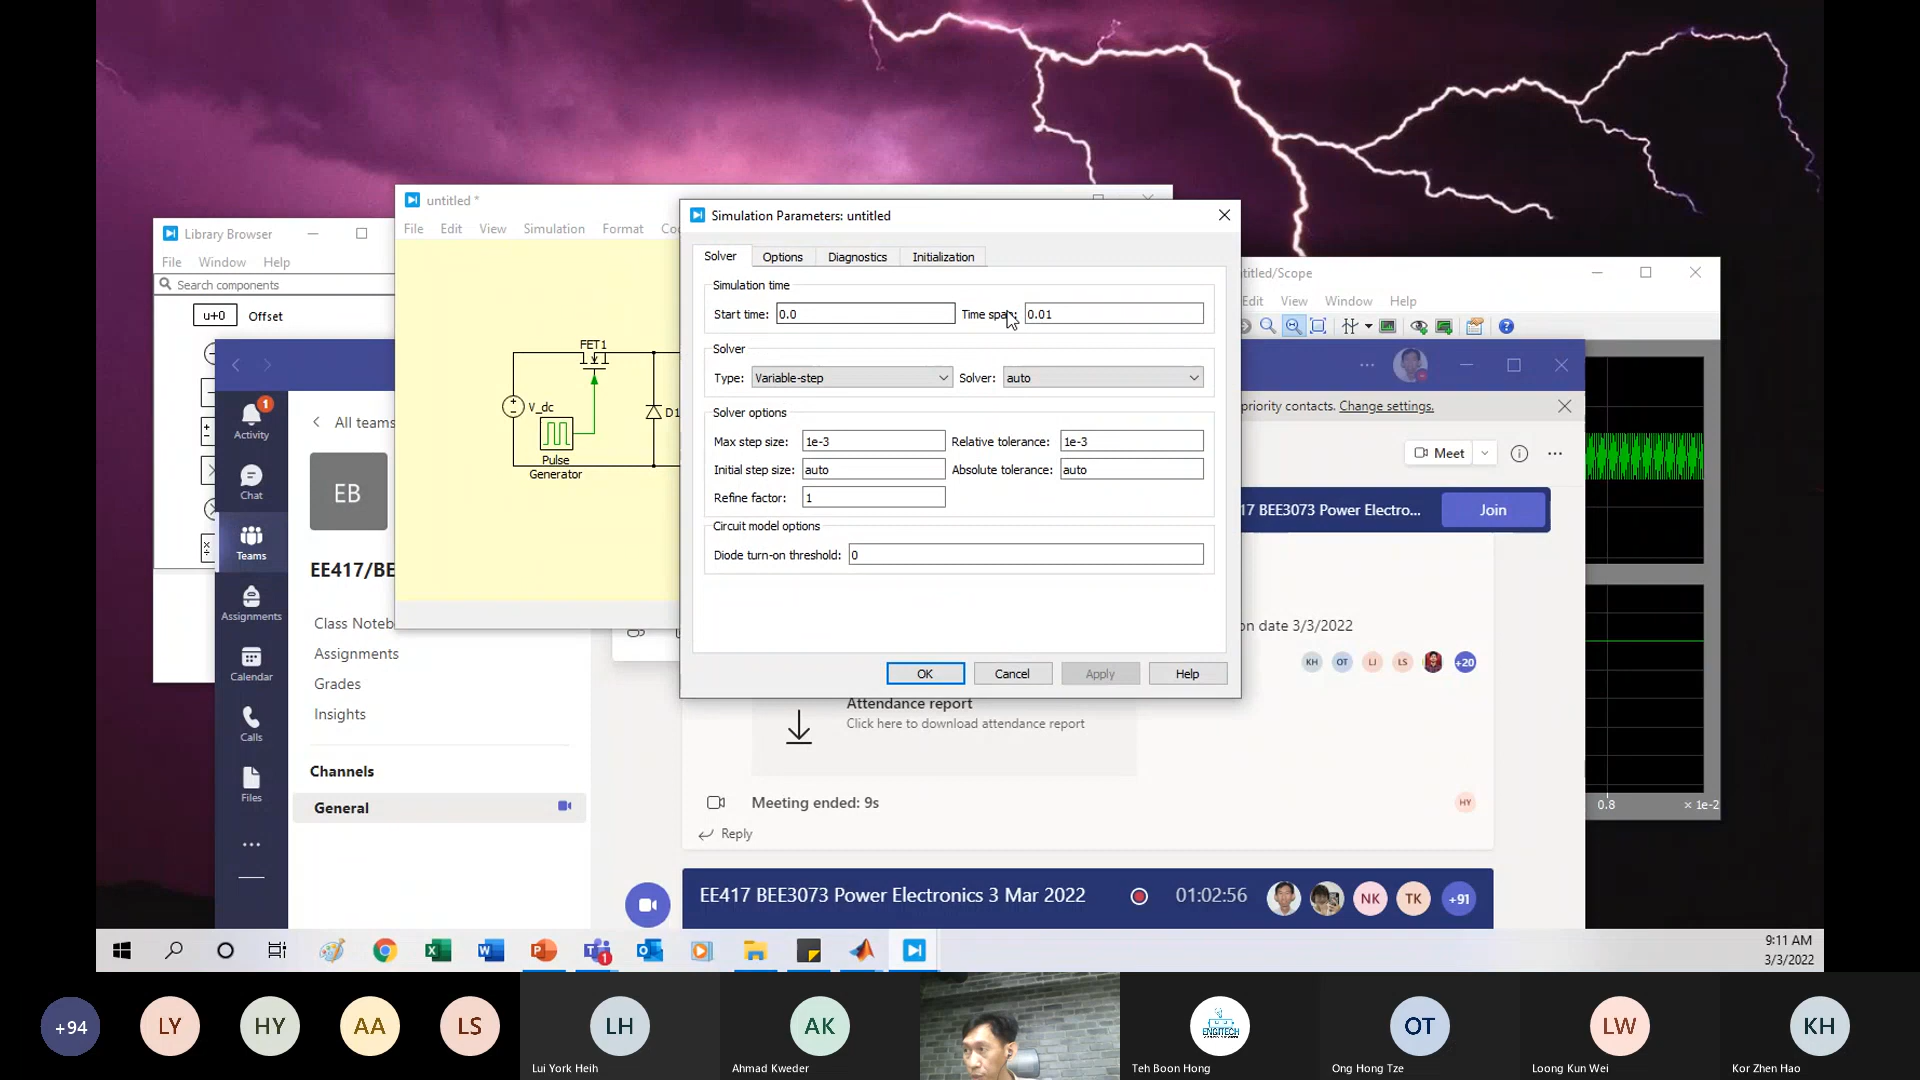 untitled *
File Edit View Simulation Format
Library Browser
File Window Help
Search components
u+0 Offset
FET1
V_dc
D1
Pulse
Generator
Simulation Parameters: untitled
Solver Options Diagnostics Initialization
Simulation time
Start time: 0.0 Time span: 0.01
Solver
Type: Variable-step Solver: auto
Solver options
Max step size: 1e-3 Relative tolerance: 1e-3
Initial step size: auto Absolute tolerance: auto
Refine factor: 1
Circuit model options
Diode turn-on threshold: 0
OK Cancel Apply Help
titled/Scope
Edit View Window Help
0.8 × 1e-2
priority contacts. Change settings.
Meet
17 BEE3073 Power Electro... Join
on date 3/3/2022
KH OT LJ LS +20
1
Activity
Chat
Teams
Assignments
Calendar
Calls
Files
All teams
EB
EE417/BE
Class Noteb
Assignments
Grades
Insights
Channels
General
Attendance report
Click here to download attendance report
Meeting ended: 9s
HY
Reply
EE417 BEE3073 Power Electronics 3 Mar 2022 01:02:56 NK TK +91
1
9:11 AM
3/3/2022
+94 LY HY AA LS LH AK ENGITECH OT LW KH
Lui York Heih Ahmad Kweder Teh Boon Hong Ong Hong Tze Loong Kun Wei Kor Zhen Hao